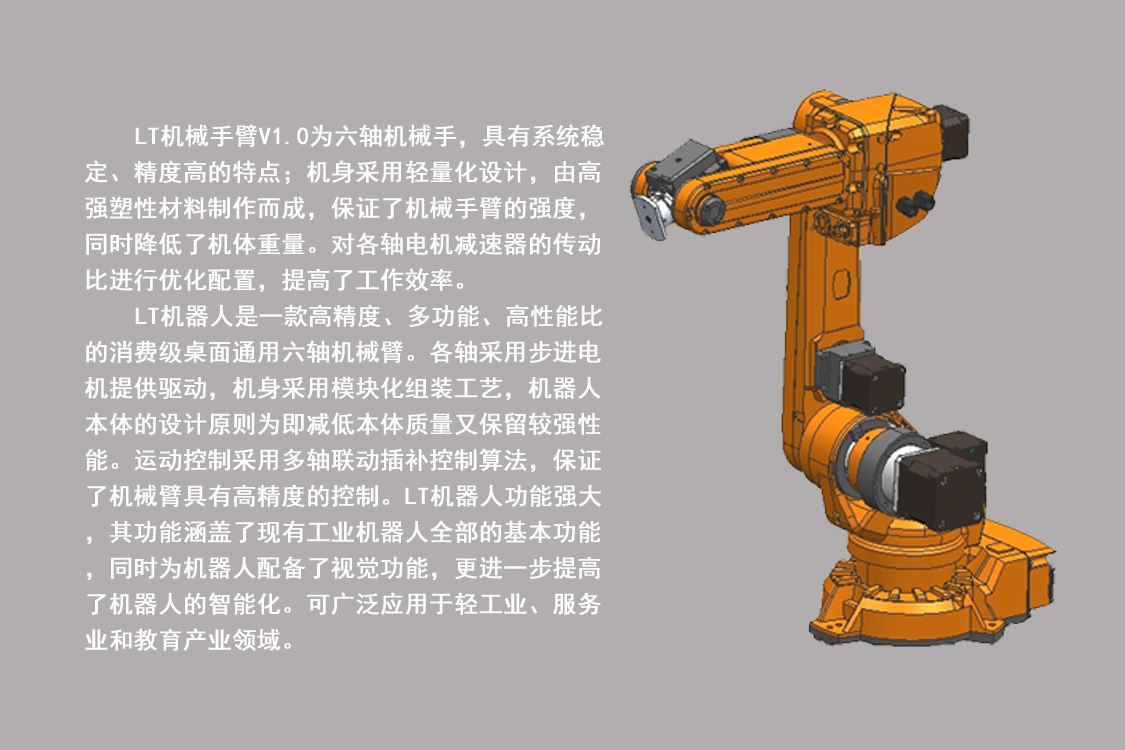 LT机械手臂V1.0为六轴机械手，具有系统稳
定、精度高的特点；机身采用轻量化设计，由高
强塑性材料制作而成，保证了机械手臂的强度，
同时降低了机体重量。对各轴电机减速器的传动
比进行优化配置，提高了工作效率。
LT机器人是一款高精度、多功能、高性能比
的消费级桌面通用六轴机械臂。各轴采用步进电
机提供驱动，机身采用模块化组装工艺，机器人
本体的设计原则为即减低本体质量又保留较强性
能。运动控制采用多轴联动插补控制算法，保证
了机械臂具有高精度的控制。LT机器人功能强大
，其功能涵盖了现有工业机器人全部的基本功能
，同时为机器人配备了视觉功能，更进一步提高
了机器人的智能化。可广泛应用于轻工业、服务
业和教育产业领域。